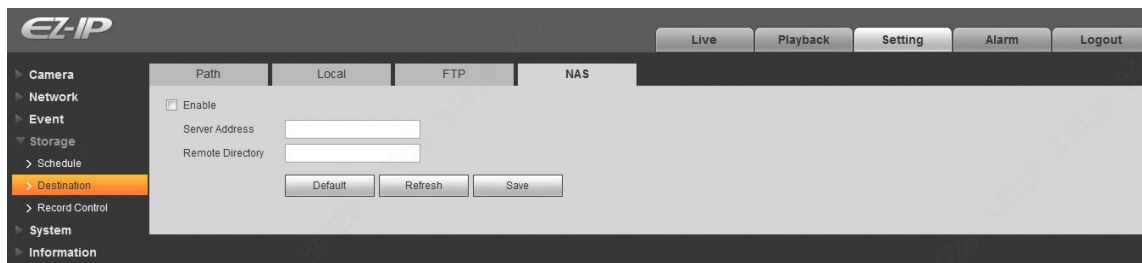 EZ-IP
Live Playback Setting Alarm Logout
Camera
Network
Event
Storage
Schedule
Destination
Record Control
System
Information
Path Local FTP NAS
Enable
Server Address
Remote Directory
Default Refresh Save